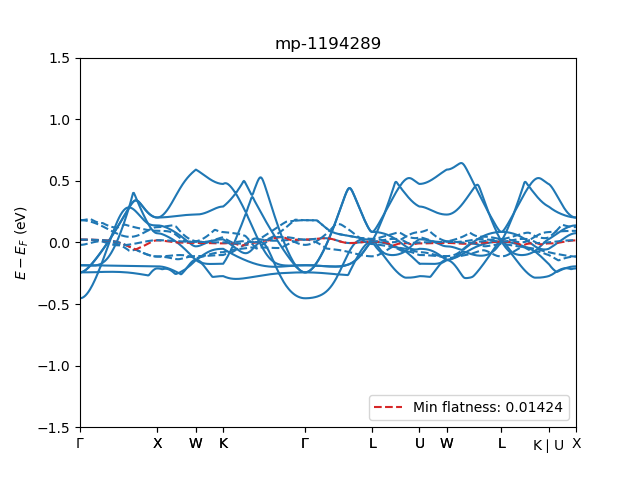 mp-1194289
E − E_F (eV)
1.5
1.0
0.5
0.0
−0.5
−1.0
−1.5
Min flatness: 0.01424
Γ X W K Γ L U W L K | U X